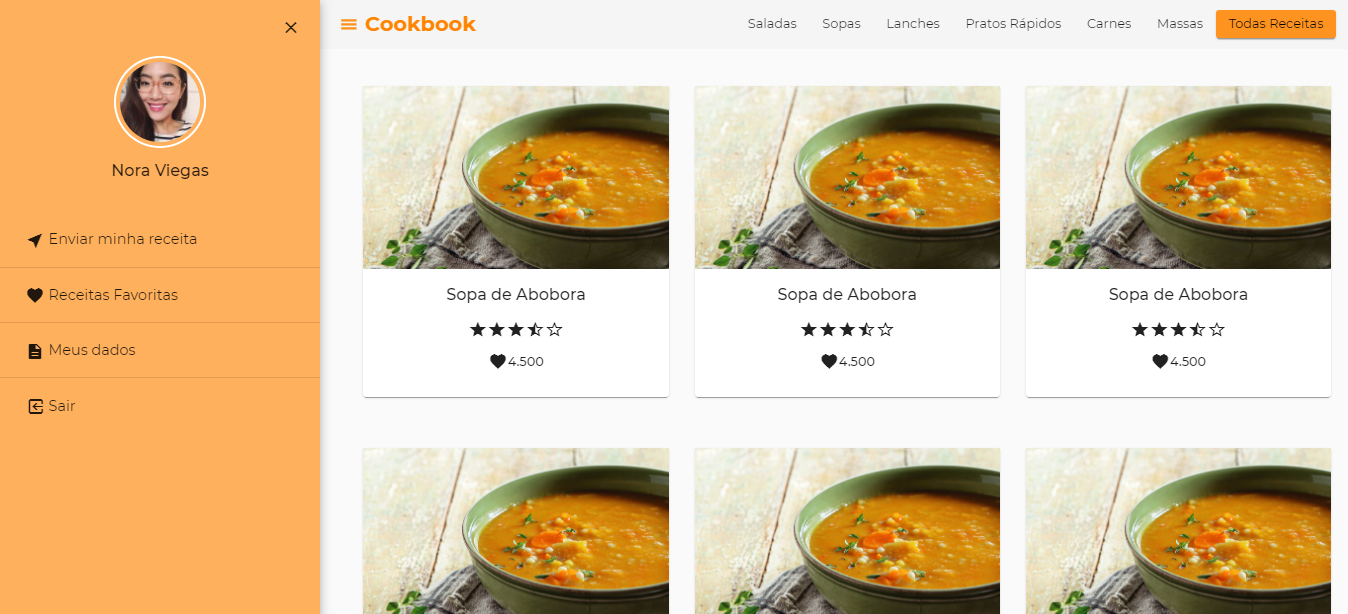 Nora Viegas
Enviar minha receita
Receitas Favoritas
Meus dados
Sair
Cookbook
Saladas Sopas Lanches Pratos Rápidos Carnes Massas Todas Receitas
Sopa de Abobora Sopa de Abobora Sopa de Abobora
4.500 4.500 4.500